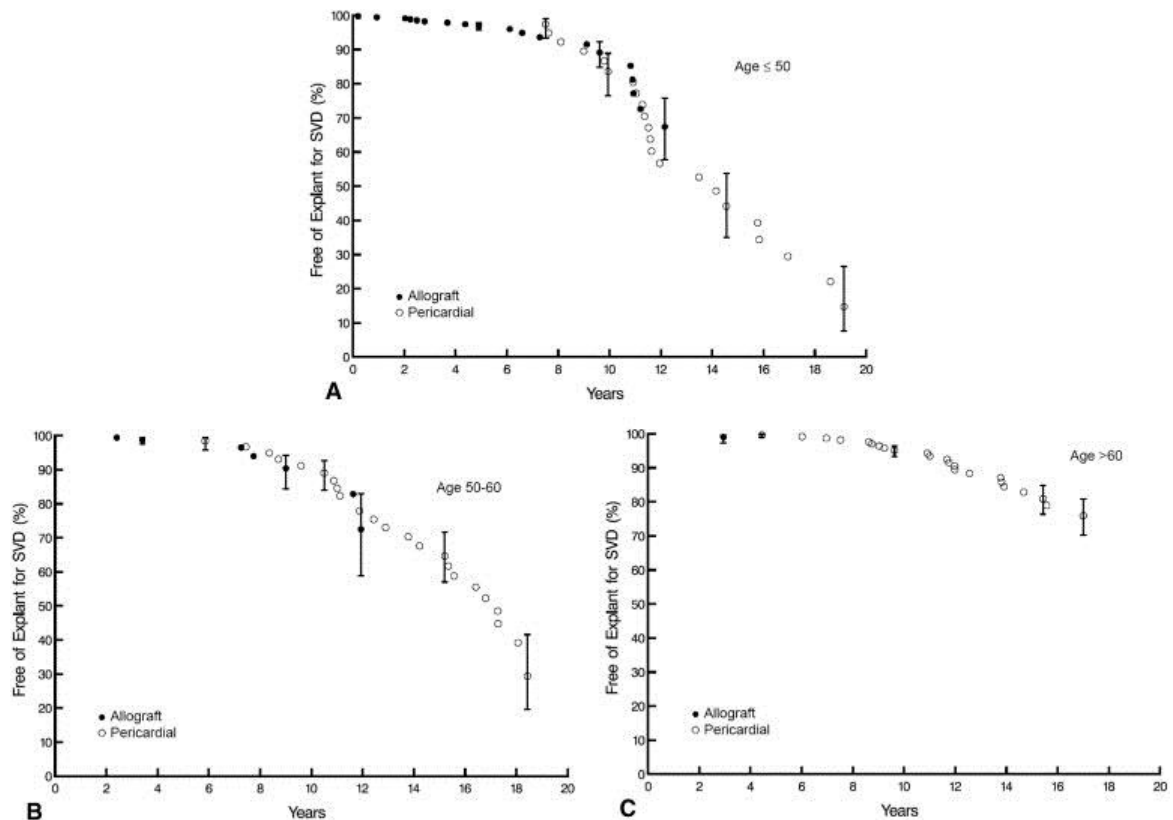 100
90
80
70
60
50
40
30
20
10
0
Free of Explant for SVD (%)
Age ≤ 50
● Allograft
○ Pericardial
0 2 4 6 8 10 12 14 16 18 20
Years
A
100
90
80
70
60
50
40
30
20
10
0
Free of Explant for SVD (%)
Age 50-60
● Allograft
○ Pericardial
0 2 4 6 8 10 12 14 16 18 20
Years
B
100
90
80
70
60
50
40
30
20
10
0
Free of Explant for SVD (%)
Age >60
● Allograft
○ Pericardial
0 2 4 6 8 10 12 14 16 18 20
Years
C